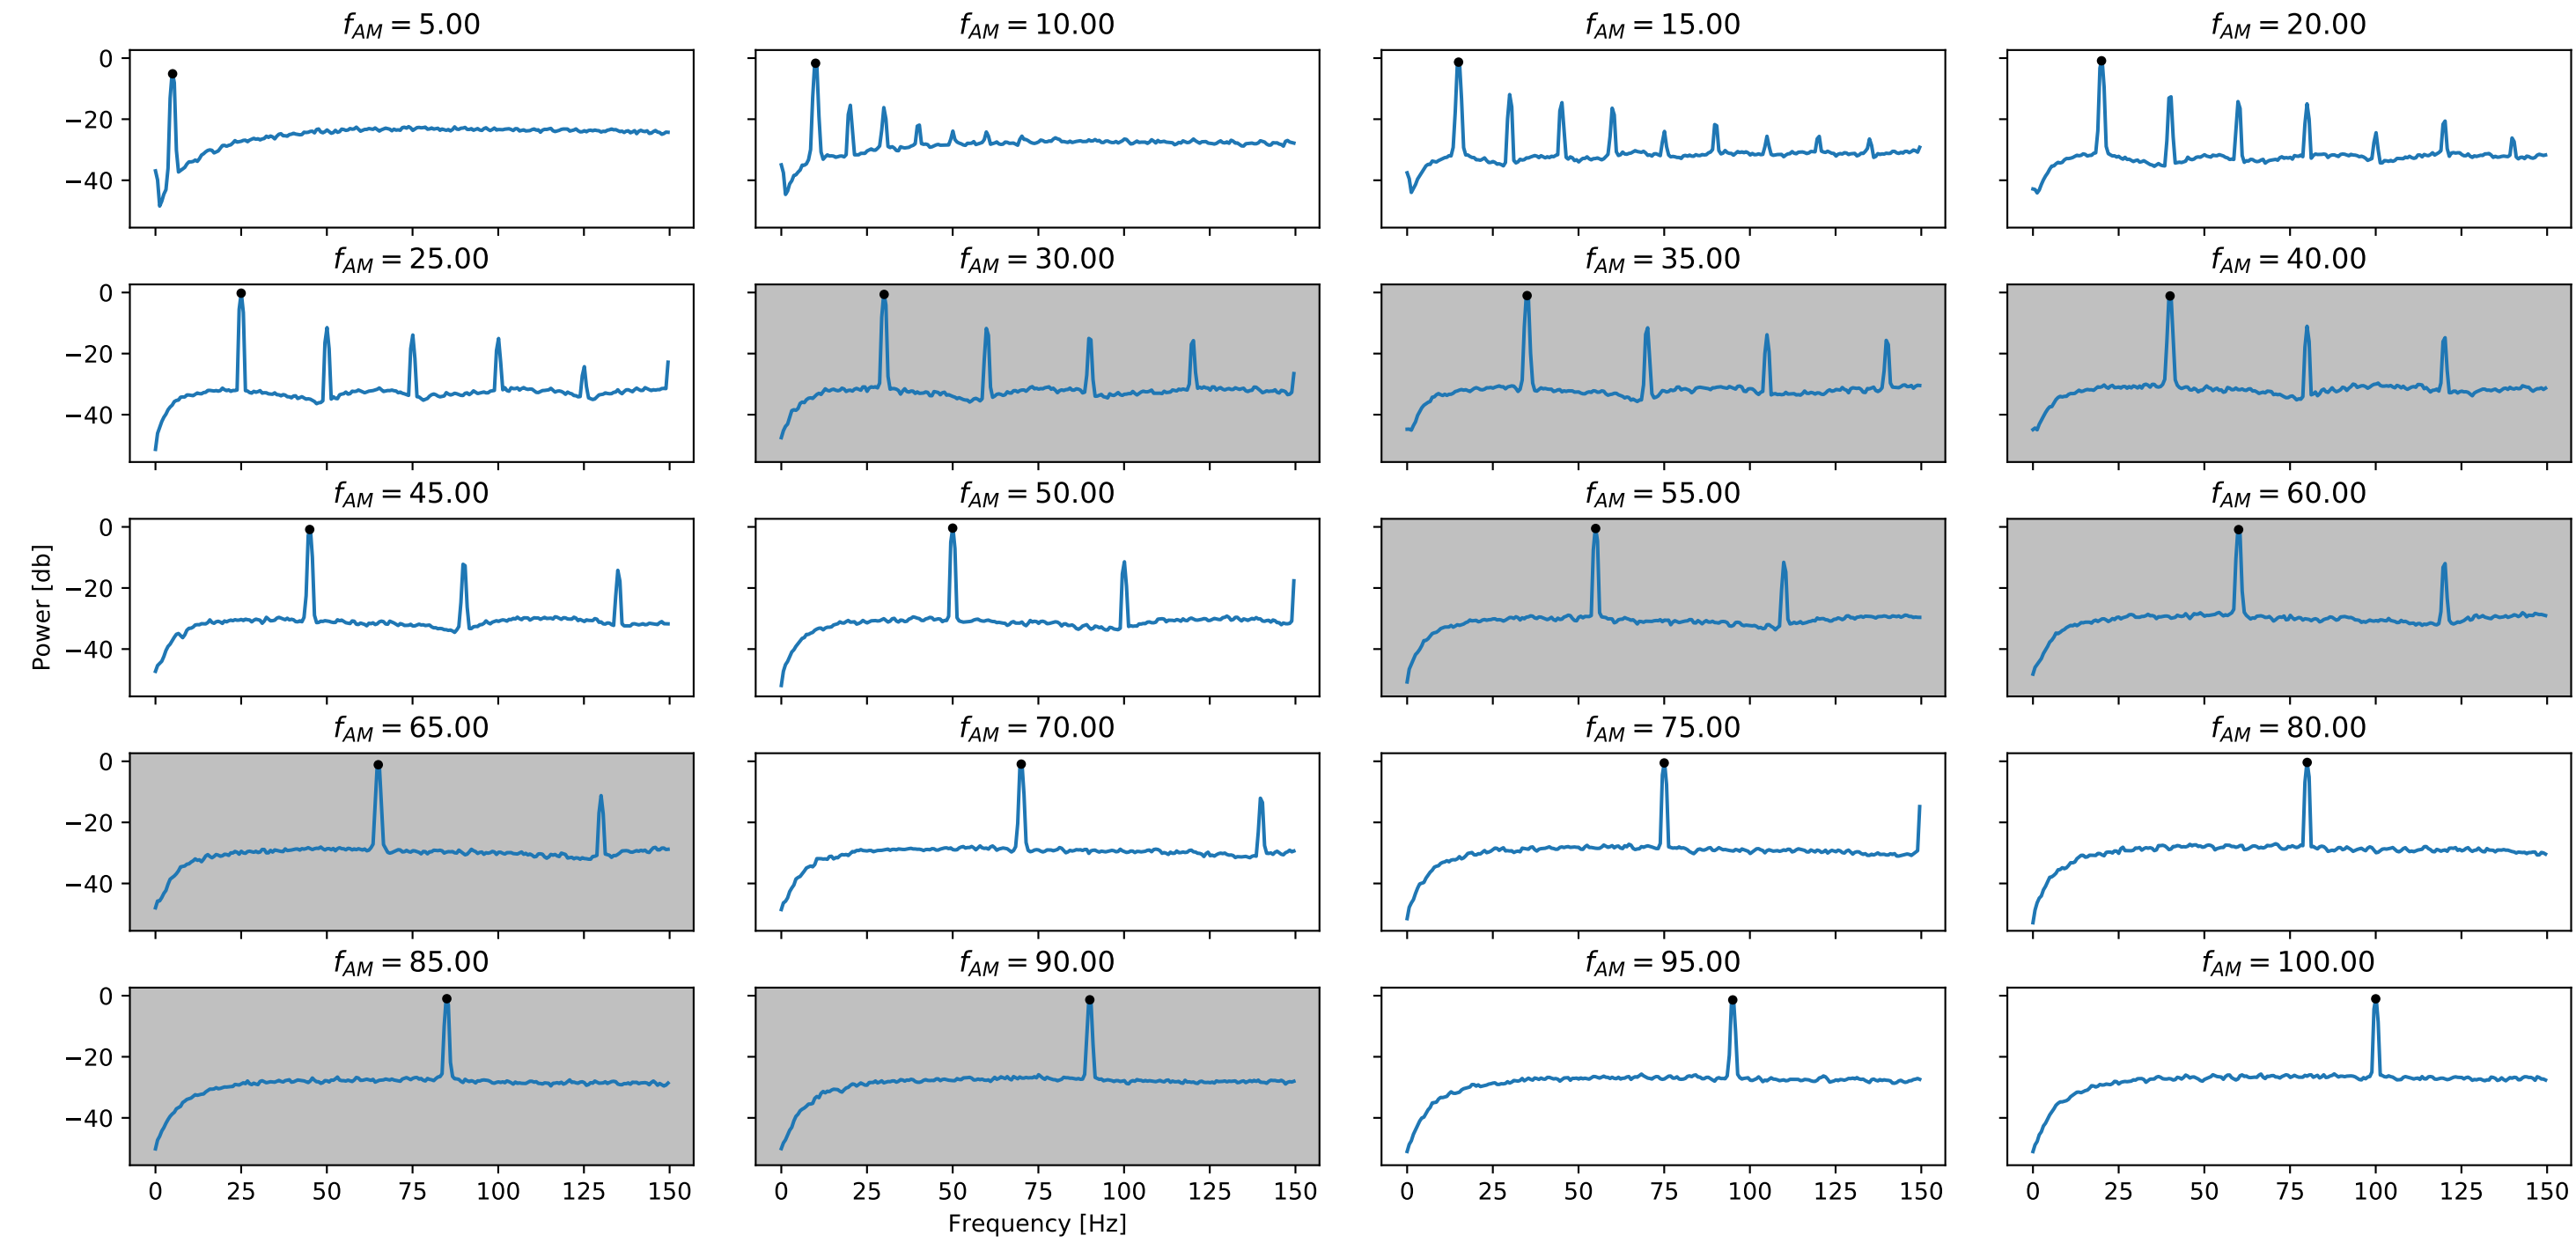 f_AM = 5.00
f_AM = 10.00
f_AM = 15.00
f_AM = 20.00
0
−20
−40
f_AM = 25.00
f_AM = 30.00
f_AM = 35.00
f_AM = 40.00
0
−20
−40
f_AM = 45.00
f_AM = 50.00
f_AM = 55.00
f_AM = 60.00
0
−20
−40
Power [db]
f_AM = 65.00
f_AM = 70.00
f_AM = 75.00
f_AM = 80.00
0
−20
−40
f_AM = 85.00
f_AM = 90.00
f_AM = 95.00
f_AM = 100.00
0
−20
−40
0 25 50 75 100 125 150
0 25 50 75 100 125 150
0 25 50 75 100 125 150
0 25 50 75 100 125 150
Frequency [Hz]